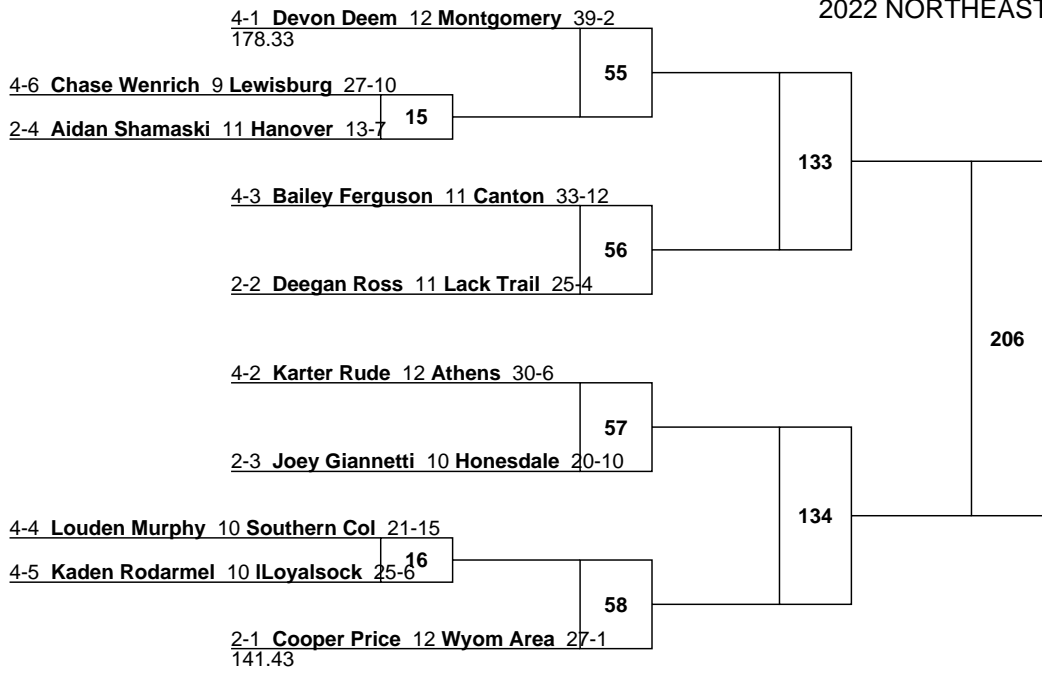 2022 NORTHEAST
4-1 Devon Deem 12 Montgomery 39-2
178.33
55
4-6 Chase Wenrich 9 Lewisburg 27-10
15
2-4 Aidan Shamaski 11 Hanover 13-7
133
4-3 Bailey Ferguson 11 Canton 33-12
56
2-2 Deegan Ross 11 Lack Trail 25-4
206
4-2 Karter Rude 12 Athens 30-6
57
2-3 Joey Giannetti 10 Honesdale 20-10
134
4-4 Louden Murphy 10 Southern Col 21-15
16
4-5 Kaden Rodarmel 10 lLoyalsock 25-6
58
2-1 Cooper Price 12 Wyom Area 27-1
141.43